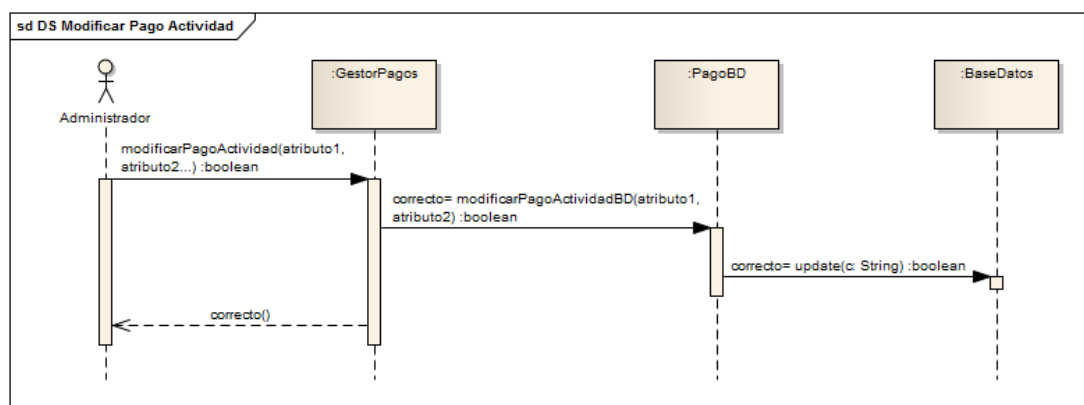 sd DS Modificar Pago Actividad
:GestorPagos
:PagoBD
:BaseDatos
Administrador
modificarPagoActividad(atributo1,
atributo2...) :boolean
correcto= modificarPagoActividadBD(atributo1,
atributo2) :boolean
correcto= update(c: String) :boolean
correcto()